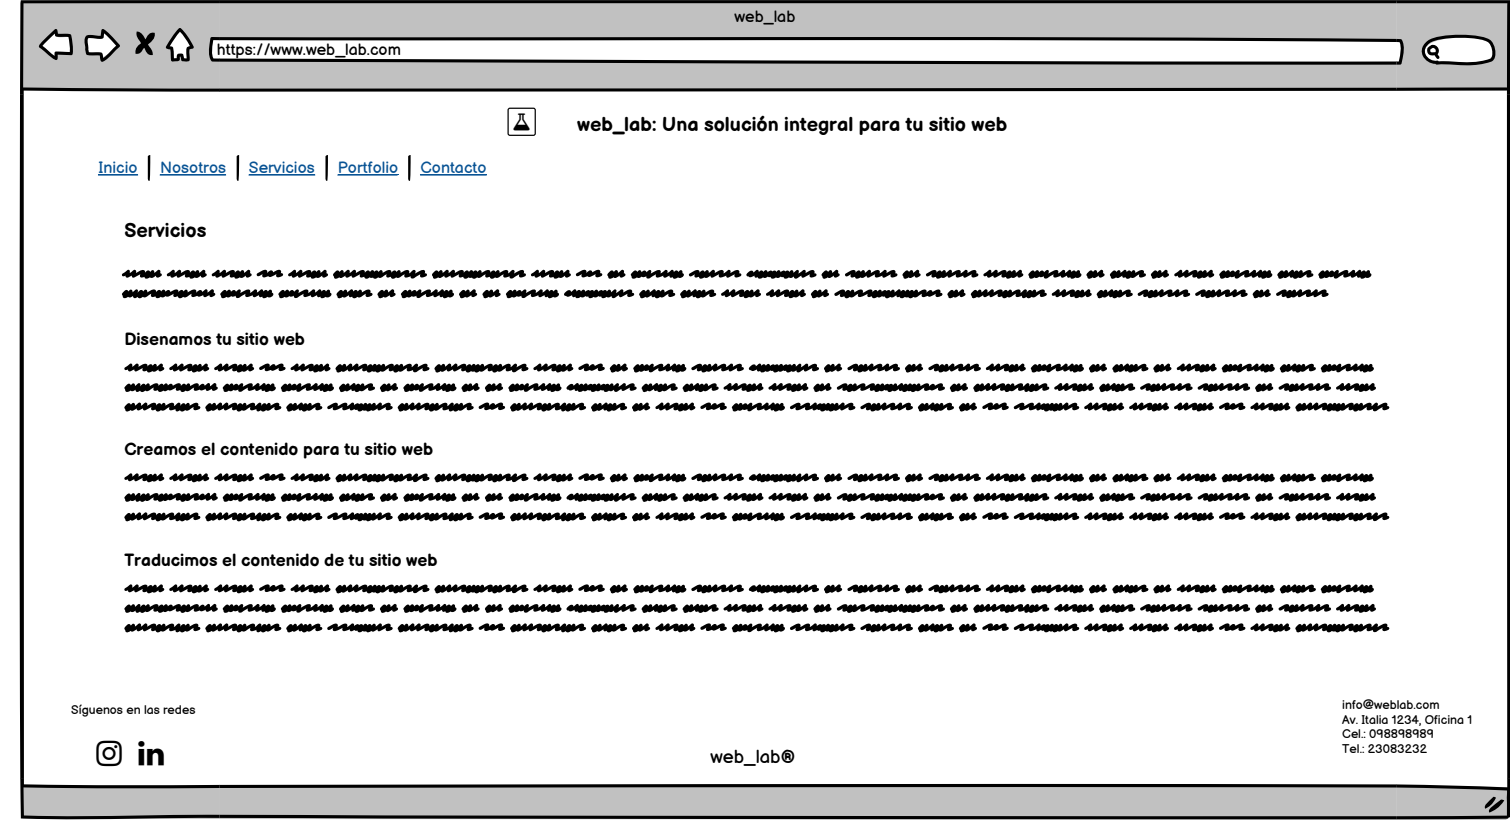 web_lab
https://www.web_lab.com
web_lab: Una solución integral para tu sitio web
Inicio Nosotros Servicios Portfolio Contacto
Servicios
Disenamos tu sitio web
Creamos el contenido para tu sitio web
Traducimos el contenido de tu sitio web
Síguenos en las redes
in
web_lab®
info@weblab.com
Av. Italia 1234, Oficina 1
Cel.: 098898989
Tel.: 23083232